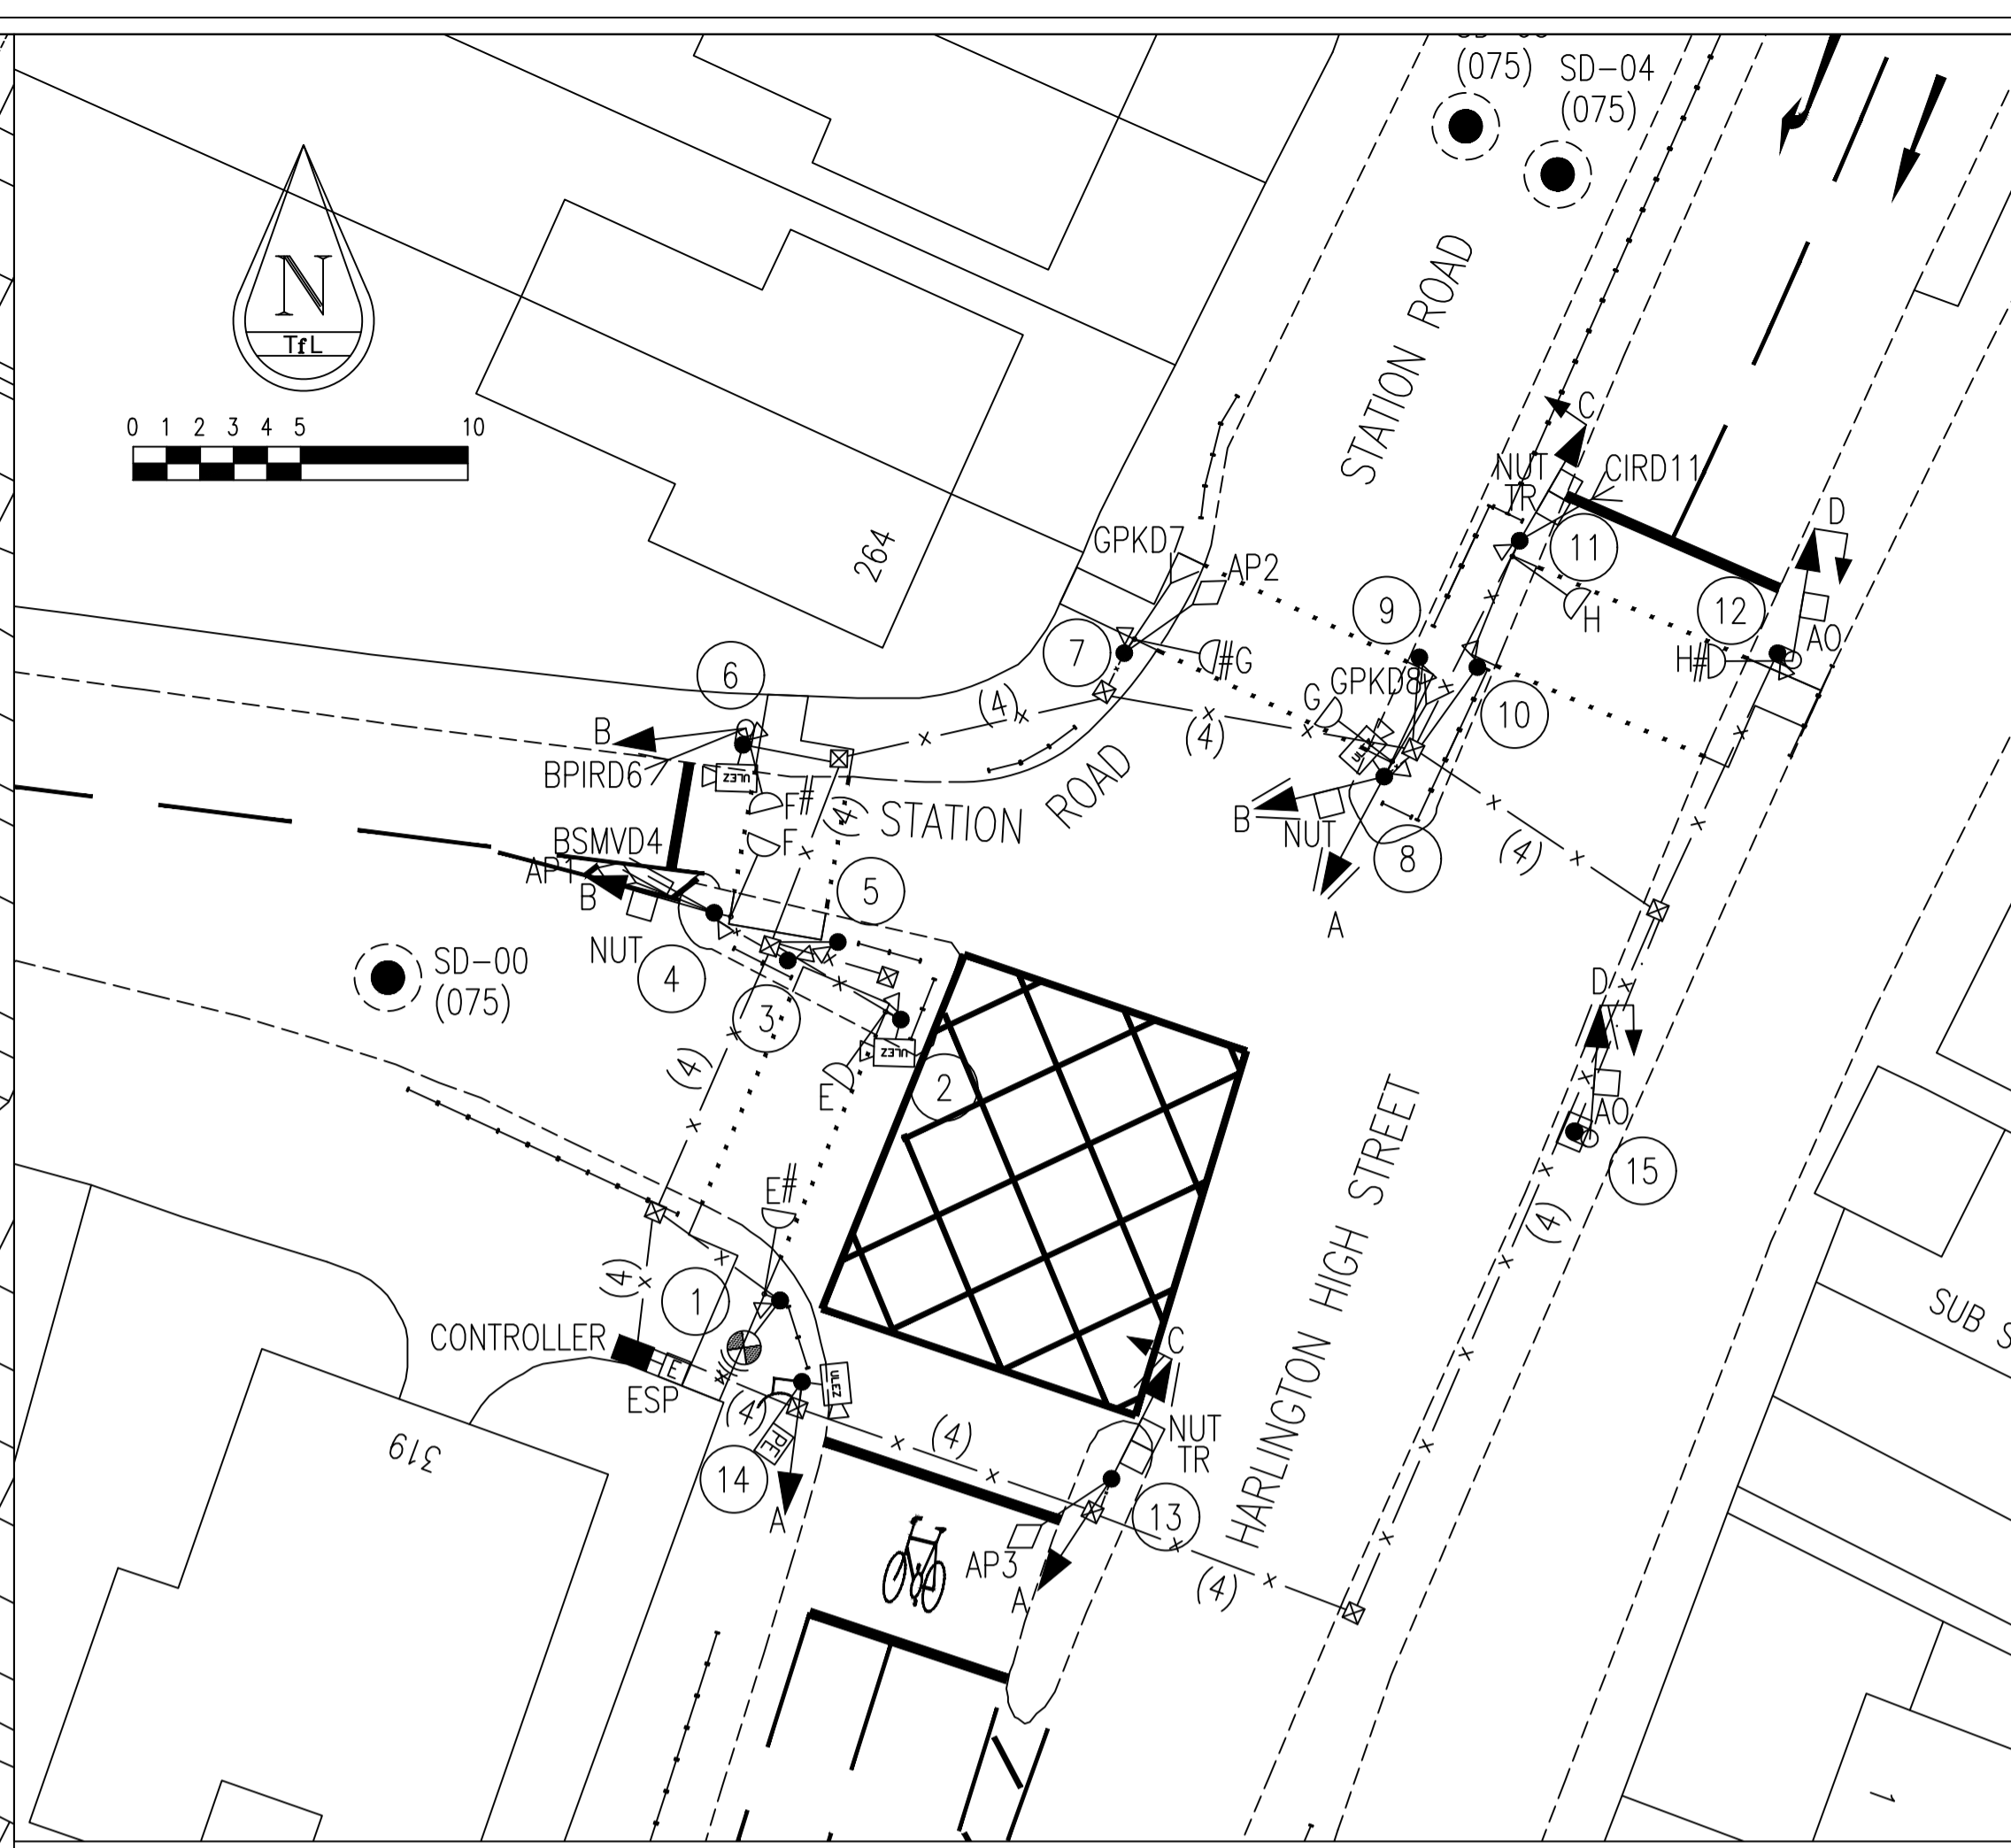 (075)
SD-04
(075)
N
TfL
0 1 2 3 4 5 10
STATION ROAD
264
C
NUT
TR
CIRD11
11
D
12
AO
H
H#
GPKD7
AP2
9
7
#G
G
GPKD8
10
6
B
BPIRD6
ULEZ
(4)
(4)
F#
F
(4)
STATION ROAD
BSMVD4
AP1
B
NUT
5
4
3
SD-00
(075)
ULEZ
B
NUT
8
A
(4)
E
2
ULEZ
(4)
D
AO
15
(4)
HARLINGTON HIGH STREET
E#
(4)
1
CONTROLLER
E
ESP
ULEZ
(4)
PE
14
A
(4)
C
NUT
TR
13
AP3
A
(4)
319
SUB S
1